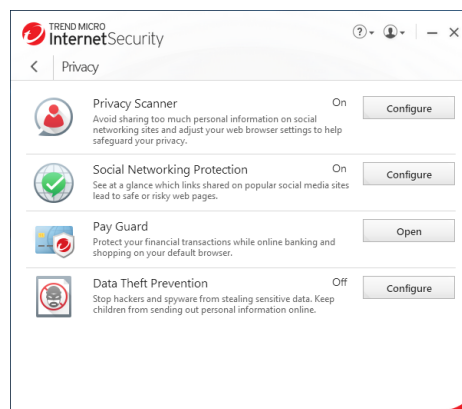 TREND MICRO
InternetSecurity
?
Privacy
Privacy Scanner On
Avoid sharing too much personal information on social
networking sites and adjust your web browser settings to help
safeguard your privacy.
Configure
Social Networking Protection On
See at a glance which links shared on popular social media sites
lead to safe or risky web pages.
Configure
Pay Guard
Protect your financial transactions while online banking and
shopping on your default browser.
Open
Data Theft Prevention Off
Stop hackers and spyware from stealing sensitive data. Keep
children from sending out personal information online.
Configure